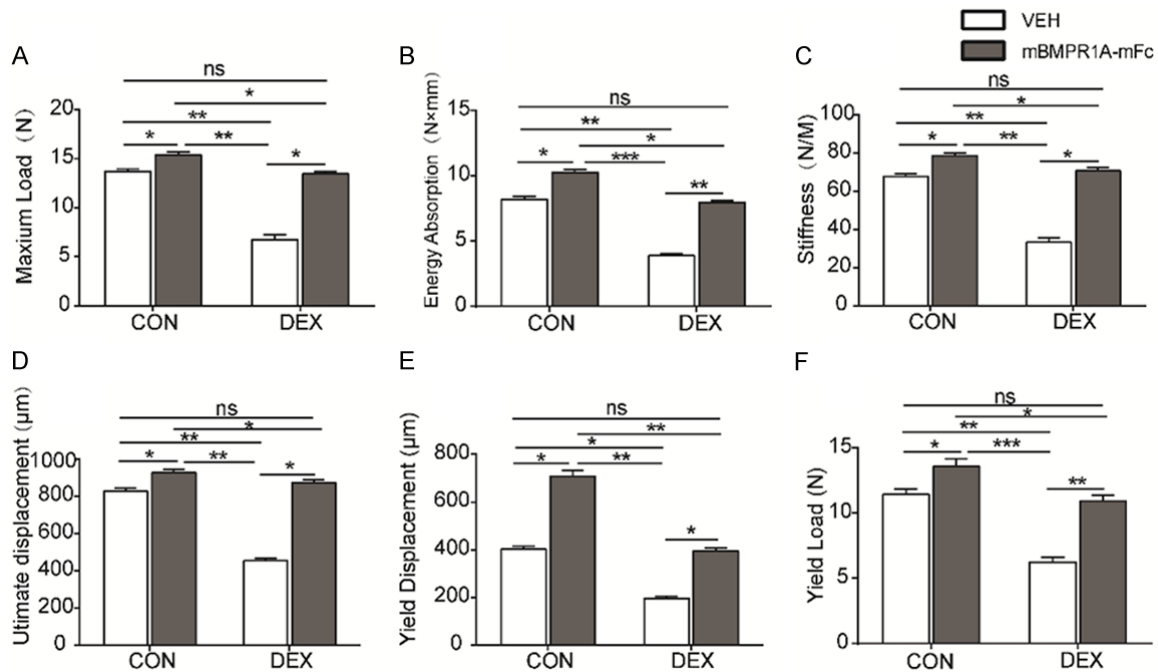 VEH
mBMPR1A-mFc
A
Maxium Load (N)
20
15
10
5
0
ns
*
**
*
**
*
CON
DEX
B
Energy Absorption (N×mm)
15
10
5
0
ns
**
*
*
***
**
CON
DEX
C
Stiffness (N/M)
100
80
60
40
20
0
ns
*
**
*
**
*
CON
DEX
D
Utimate displacement (μm)
1000
800
600
400
200
0
ns
*
**
*
**
*
CON
DEX
E
Yield Displacement (μm)
800
600
400
200
0
ns
**
*
*
**
*
CON
DEX
F
Yield Load (N)
15
10
5
0
ns
*
**
*
***
**
CON
DEX